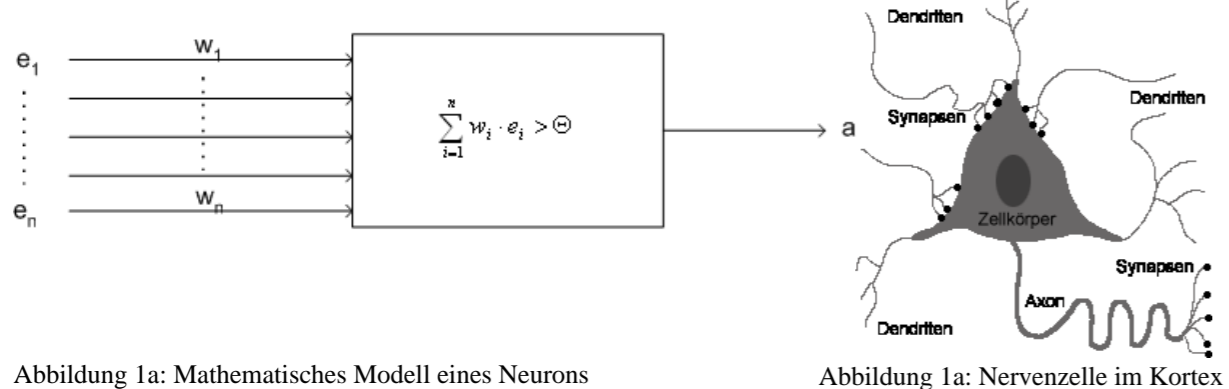 e1
w1
en
wn
n
∑ wi · ei > Θ
i=1
a
Dendriten
Dendriten
Synapsen
Zellkörper
Synapsen
Axon
Dendriten
Abbildung 1a: Mathematisches Modell eines Neurons
Abbildung 1a: Nervenzelle im Kortex